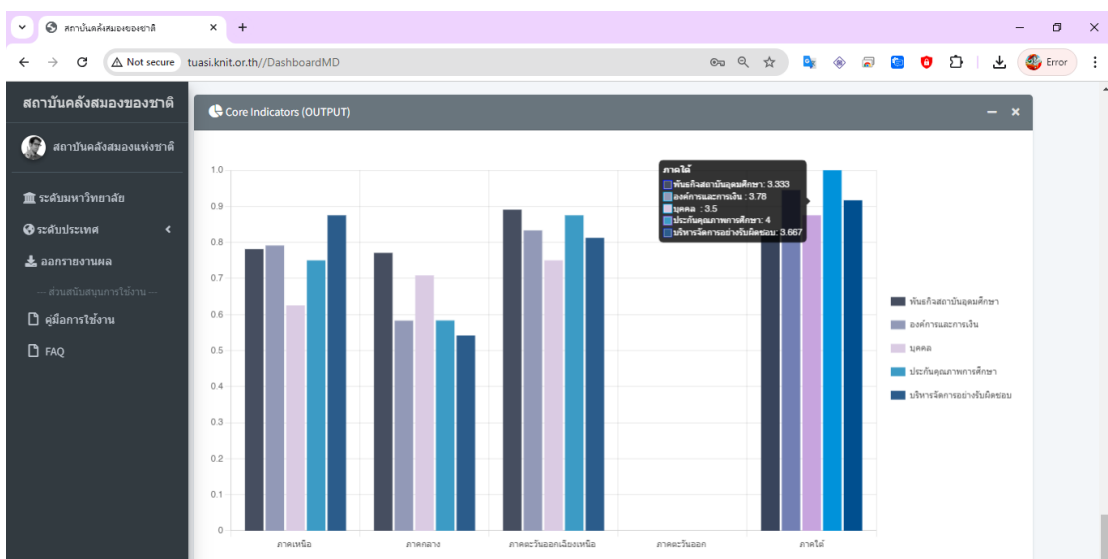 สถาบันคลังสมองของชาติ
Not secure
tuasi.knit.or.th//DashboardMD
Error
สถาบันคลังสมองของชาติ
สถาบันคลังสมองแห่งชาติ
ระดับมหาวิทยาลัย
ระดับประเทศ
ออกรายงานผล
— ส่วนสนับสนุนการใช้งาน —
คู่มือการใช้งาน
FAQ
Core Indicators (OUTPUT)
1.0
0.9
0.8
0.7
0.6
0.5
0.4
0.3
0.2
0.1
0
ภาคใต้
พันธกิจสถาบันอุดมศึกษา: 3.333
องค์การและการเงิน : 3.78
บุคคล : 3.5
ประกันคุณภาพการศึกษา: 4
บริหารจัดการอย่างรับผิดชอบ: 3.667
พันธกิจสถาบันอุดมศึกษา
องค์การและการเงิน
บุคคล
ประกันคุณภาพการศึกษา
บริหารจัดการอย่างรับผิดชอบ
ภาคเหนือ
ภาคกลาง
ภาคตะวันออกเฉียงเหนือ
ภาคตะวันออก
ภาคใต้